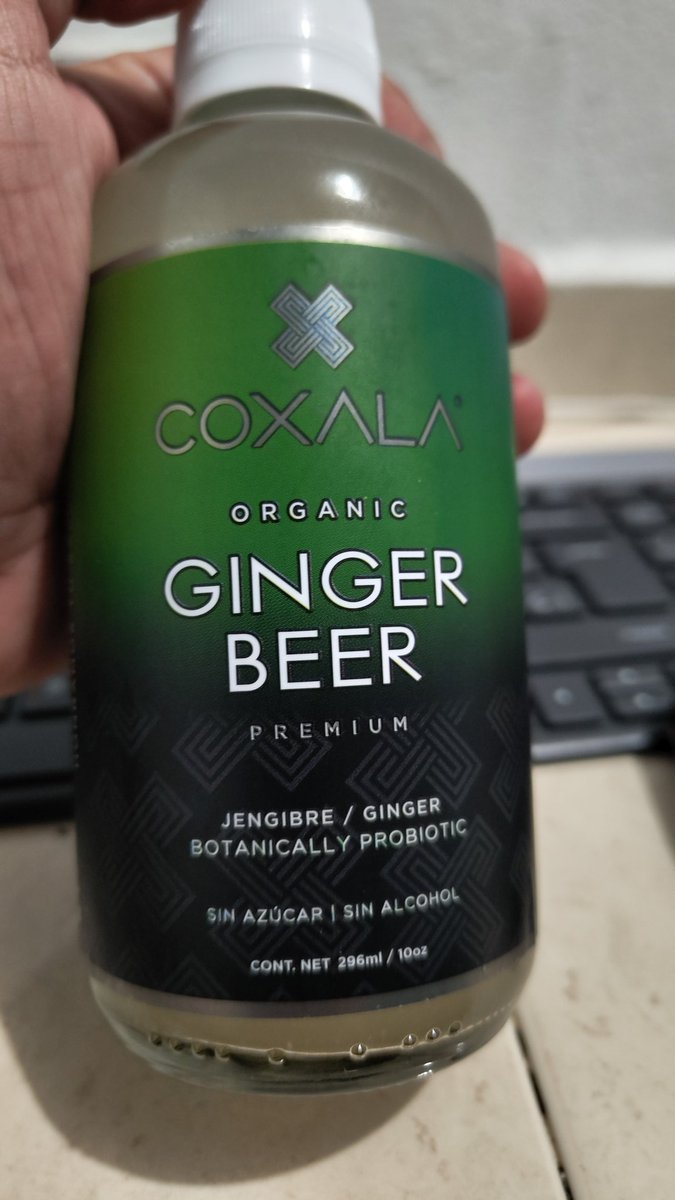 COXALA
ORGANIC
GINGER
BEER
PREMIUM
JENGIBRE / GINGER
BOTANICALLY PROBIOTIC
SIN AZÚCAR | SIN ALCOHOL
CONT. NET 296ml / 10oz